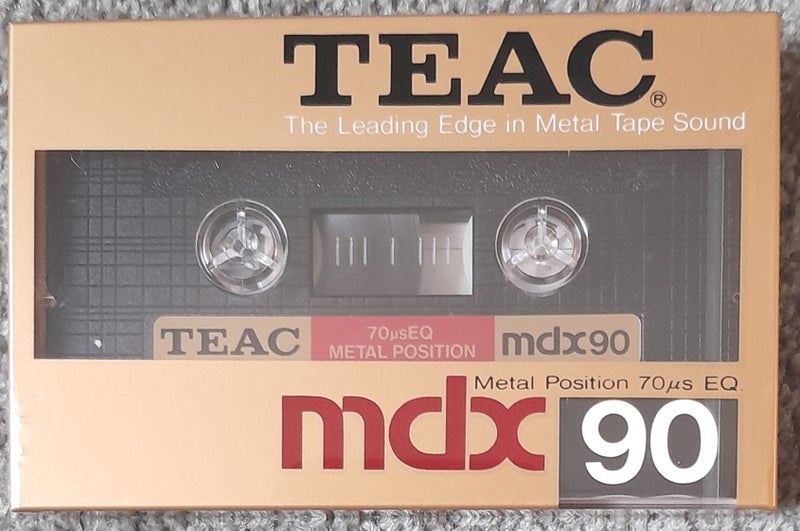 TEAC®
The Leading Edge in Metal Tape Sound
TEAC
70μsEQ
METAL POSITION
mdx90
Metal Position 70μs EQ.
mdx 90